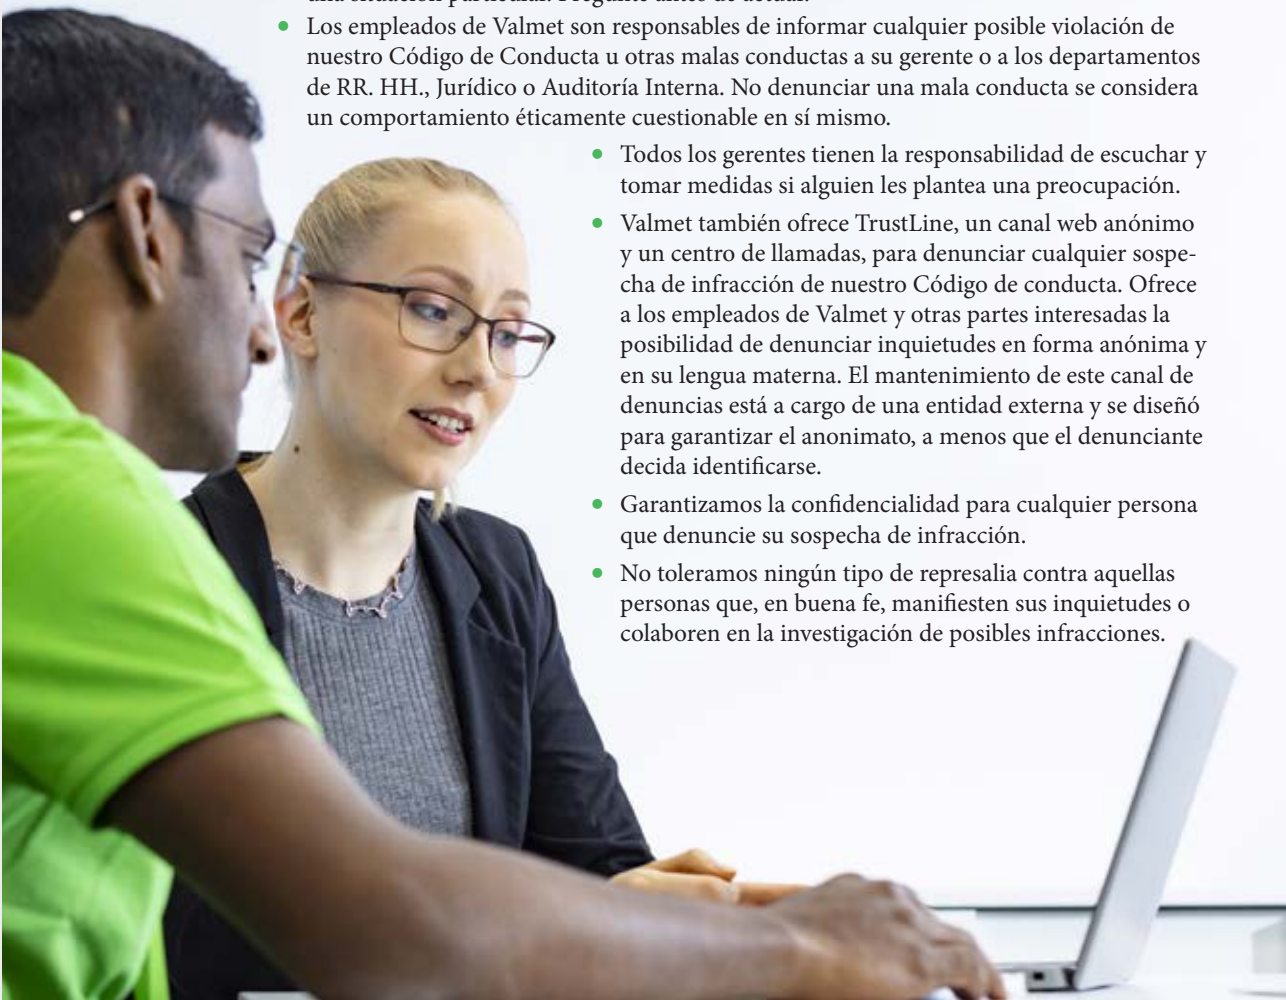 una situación particular. Pregunte antes de actuar.
• Los empleados de Valmet son responsables de informar cualquier posible violación de
nuestro Código de Conducta u otras malas conductas a su gerente o a los departamentos
de RR. HH., Jurídico o Auditoría Interna. No denunciar una mala conducta se considera
un comportamiento éticamente cuestionable en sí mismo.
• Todos los gerentes tienen la responsabilidad de escuchar y
tomar medidas si alguien les plantea una preocupación.
• Valmet también ofrece TrustLine, un canal web anónimo
y un centro de llamadas, para denunciar cualquier sospe-
cha de infracción de nuestro Código de conducta. Ofrece
a los empleados de Valmet y otras partes interesadas la
posibilidad de denunciar inquietudes en forma anónima y
en su lengua materna. El mantenimiento de este canal de
denuncias está a cargo de una entidad externa y se diseñó
para garantizar el anonimato, a menos que el denunciante
decida identificarse.
• Garantizamos la confidencialidad para cualquier persona
que denuncie su sospecha de infracción.
• No toleramos ningún tipo de represalia contra aquellas
personas que, en buena fe, manifiesten sus inquietudes o
colaboren en la investigación de posibles infracciones.